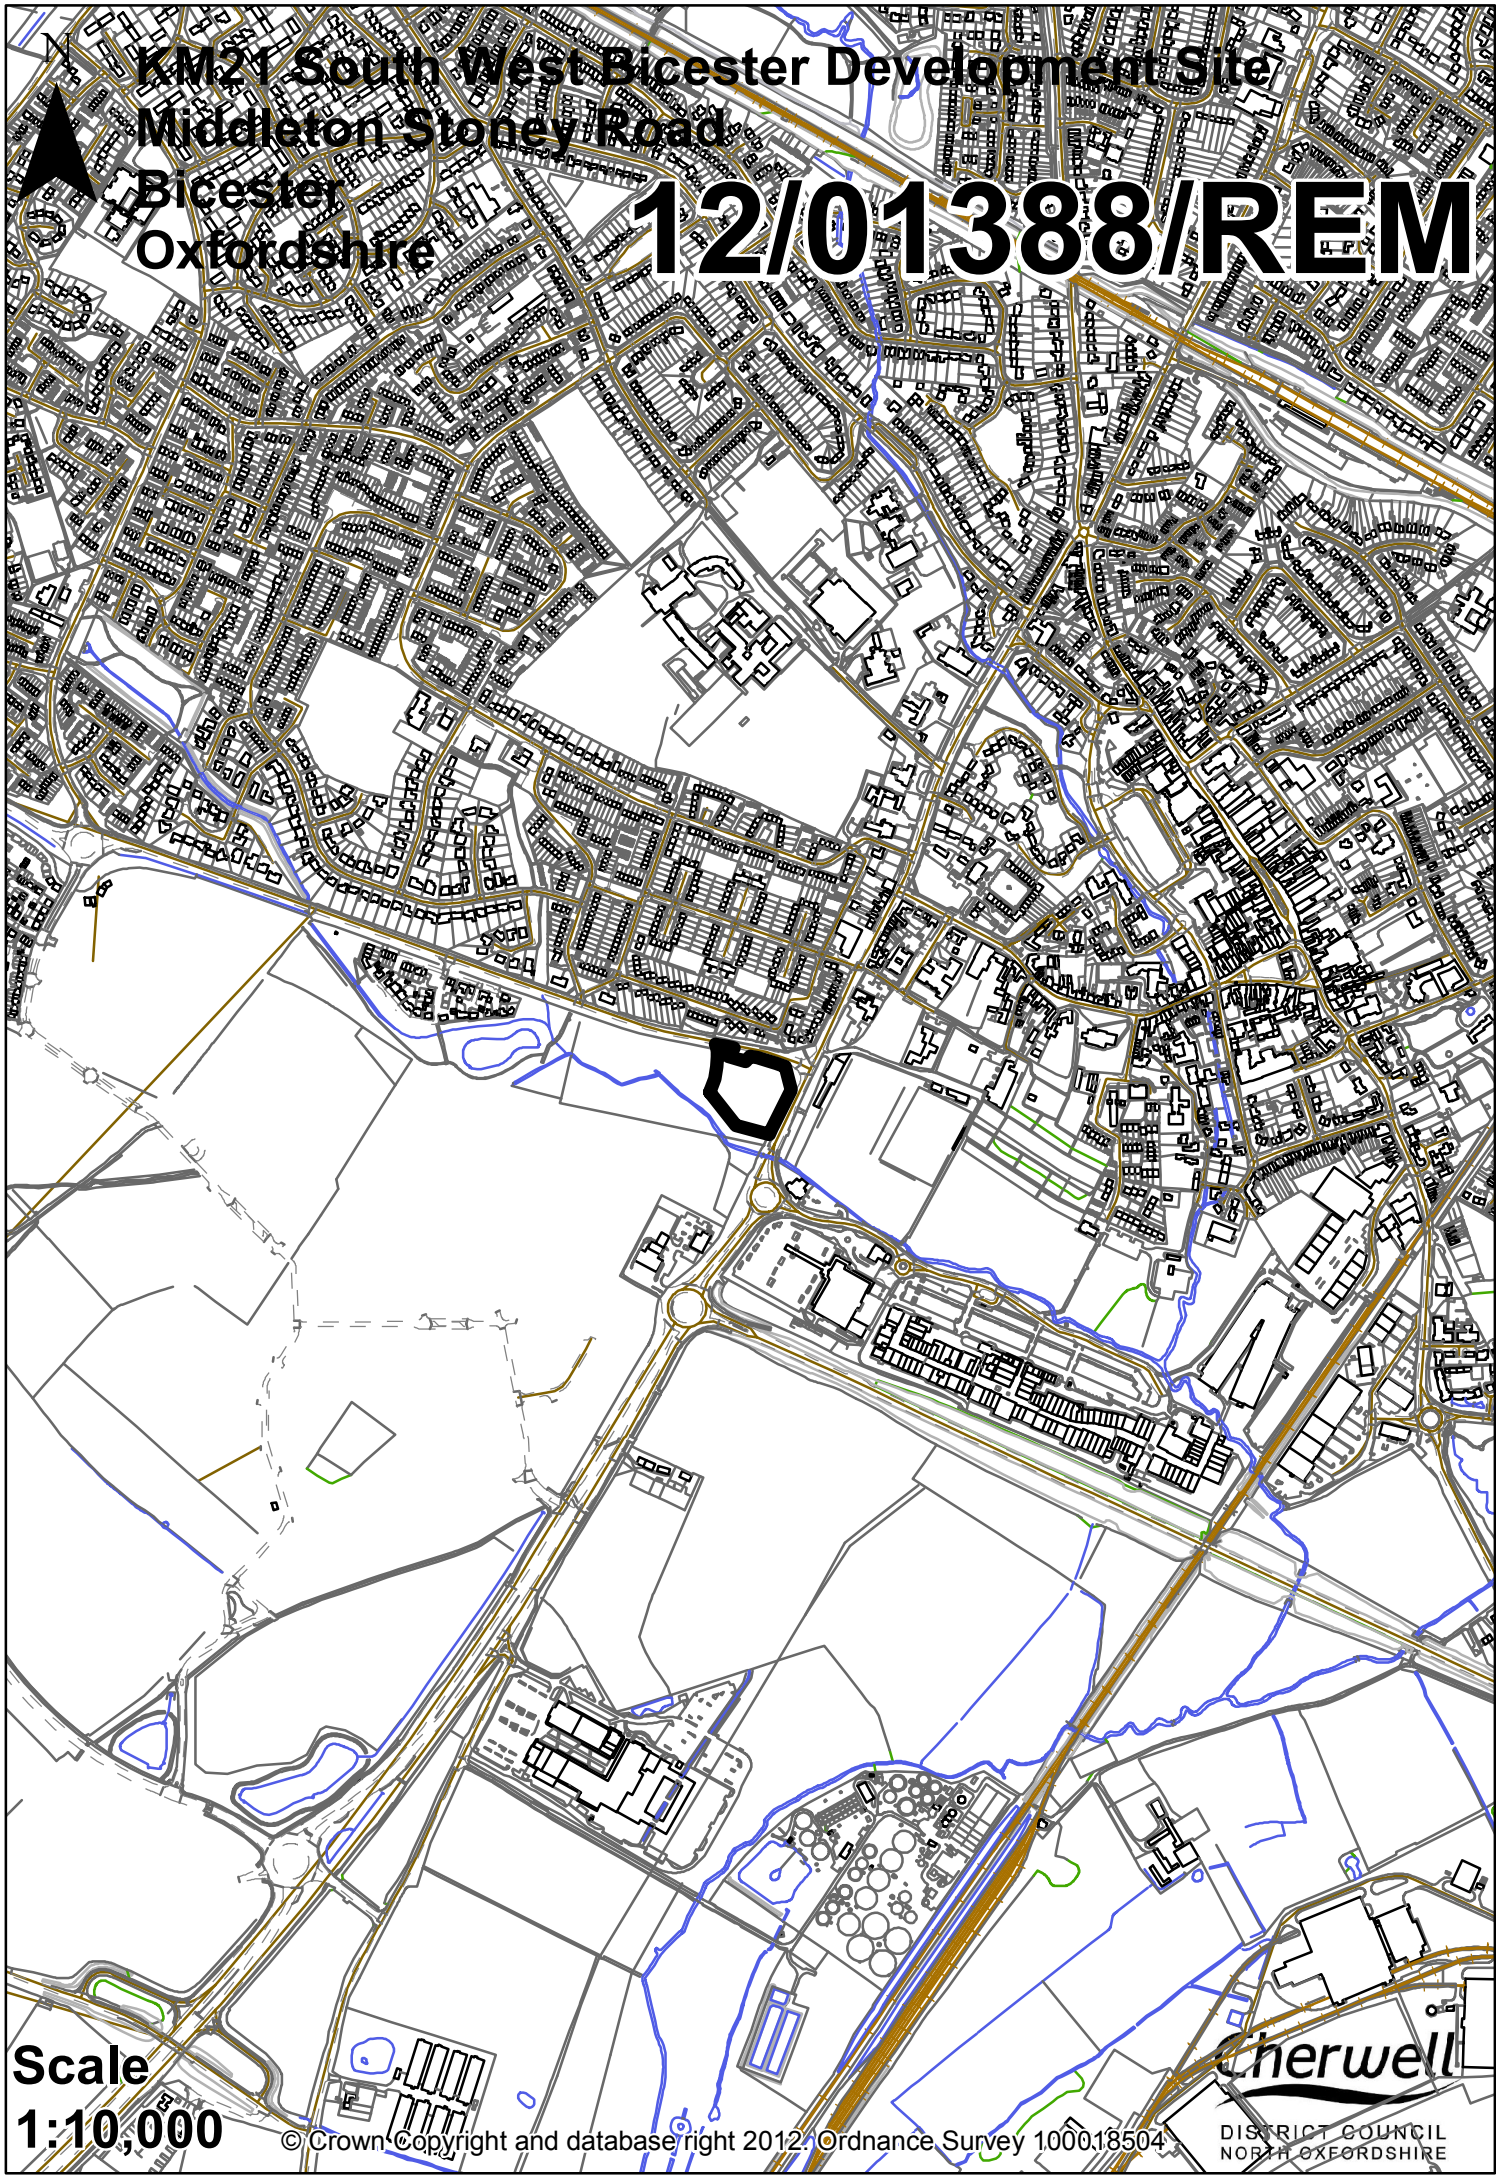 N
KM21 South West Bicester Development Site
Middleton Stoney Road
Bicester
Oxfordshire
12/01388/REM
Scale
1:10,000
© Crown Copyright and database right 2012. Ordnance Survey 100018504
Cherwell
DISTRICT COUNCIL
NORTH OXFORDSHIRE